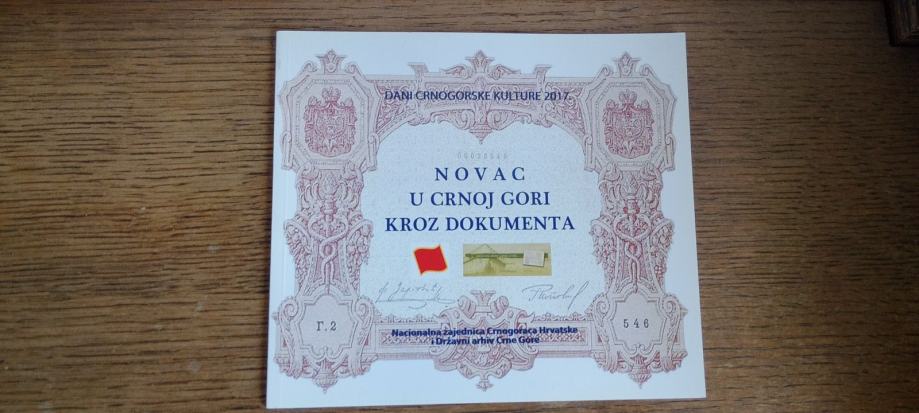 DANI CRNOGORSKE KULTURE 2017.
NOVAC
U CRNOJ GORI
KROZ DOKUMENTA
Г.2
546
Nacionalna zajednica Crnogoraca Hrvatske
i Državni arhiv Crne Gore